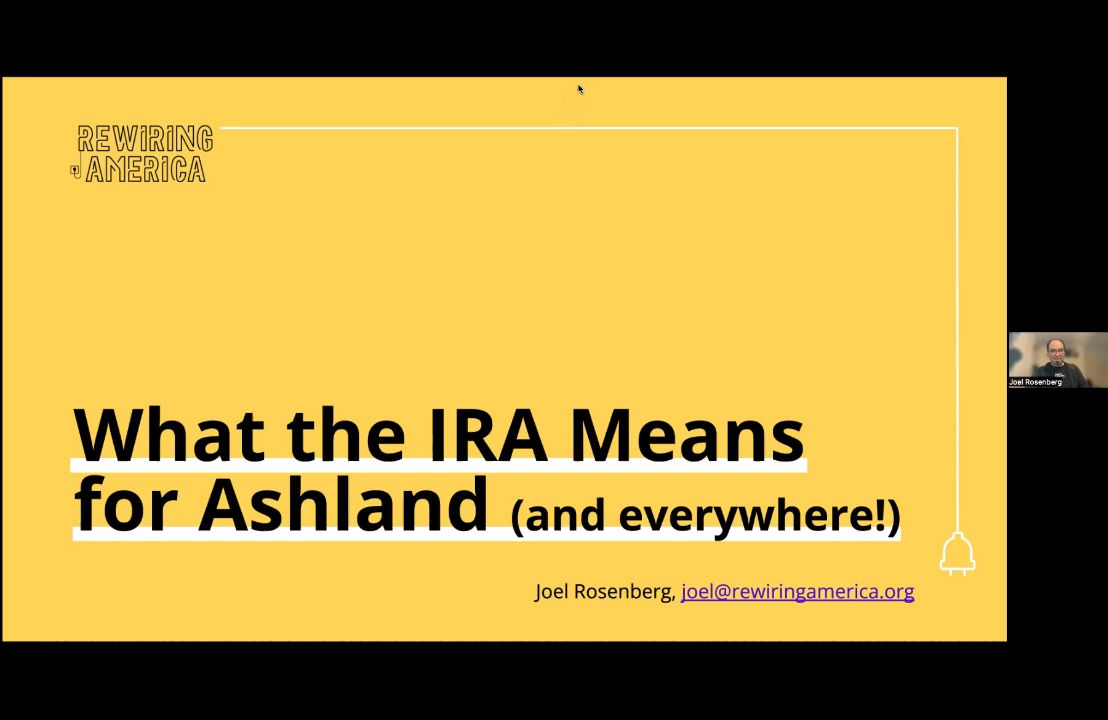 REWIRING
AMERICA
What the IRA Means
for Ashland (and everywhere!)
Joel Rosenberg, joel@rewiringamerica.org
Joel Rosenberg